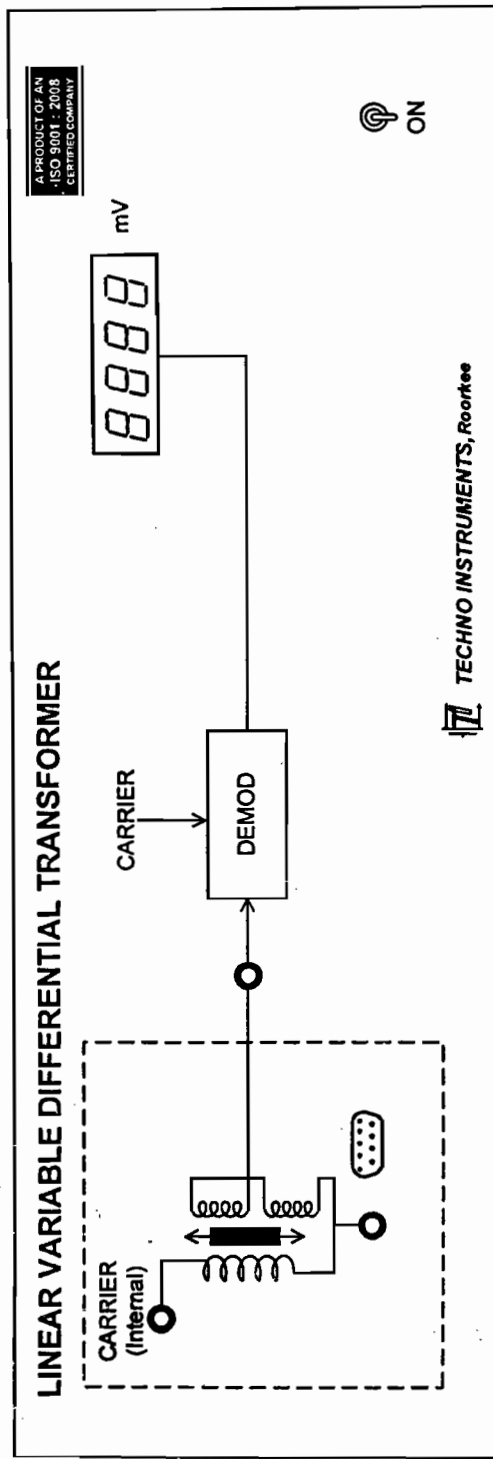 LINEAR VARIABLE DIFFERENTIAL TRANSFORMER
A PRODUCT OF AN
ISO 9001 : 2008
CERTIFIED COMPANY
CARRIER
(Internal)
CARRIER
DEMOD
8888
mV
TECHNO INSTRUMENTS, Roorkee
ON